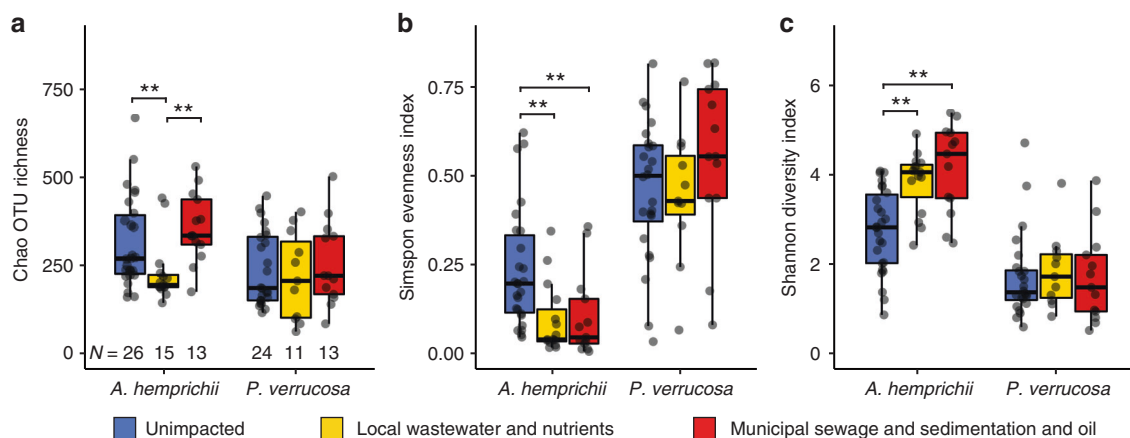 a
Chao OTU richness
750
500
250
0
**
**
N = 26 15 13 24 11 13
A. hemprichii P. verrucosa
b
Simspon evenness index
0.75
0.50
0.25
0.00
**
**
A. hemprichii P. verrucosa
c
Shannon diversity index
6
4
2
0
**
**
A. hemprichii P. verrucosa
Unimpacted Local wastewater and nutrients Municipal sewage and sedimentation and oil